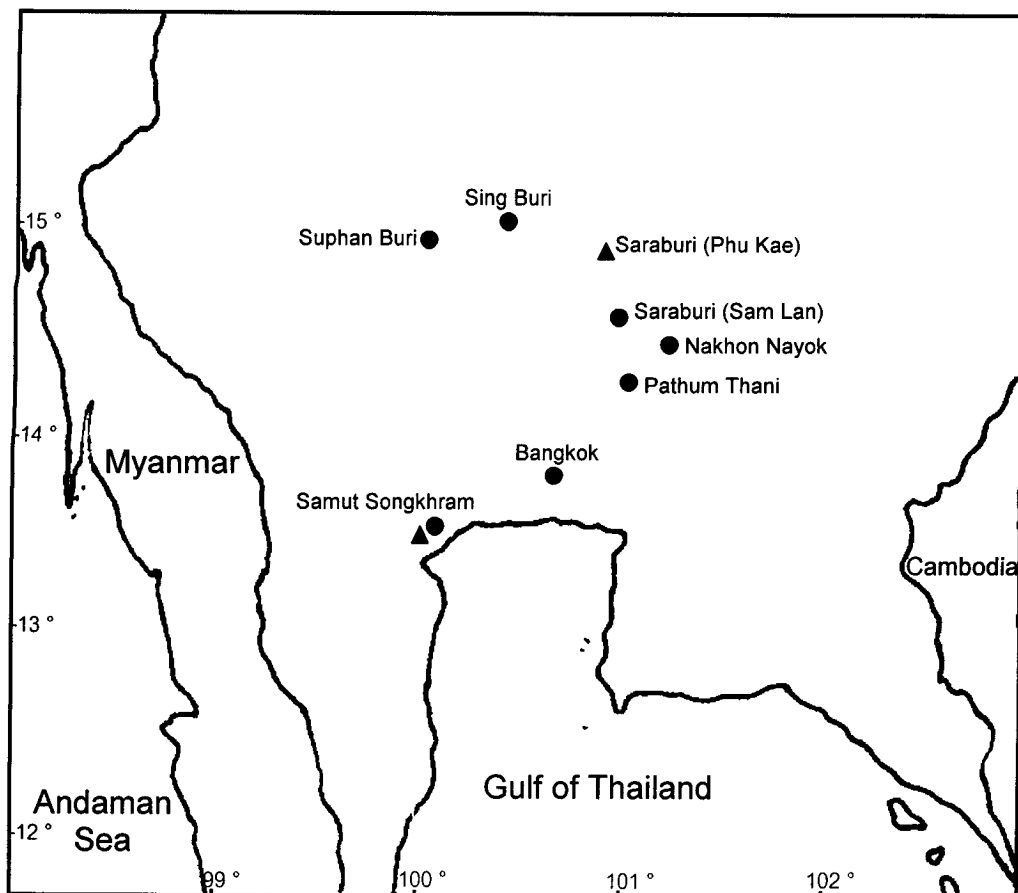 Sing Buri
15 °
Suphan Buri
Saraburi (Phu Kae)
Saraburi (Sam Lan)
Nakhon Nayok
Pathum Thani
14 °
Myanmar
Bangkok
Samut Songkhram
Cambodia
13 °
Gulf of Thailand
Andaman
Sea
12 °
99 °
100 °
101 °
102 °